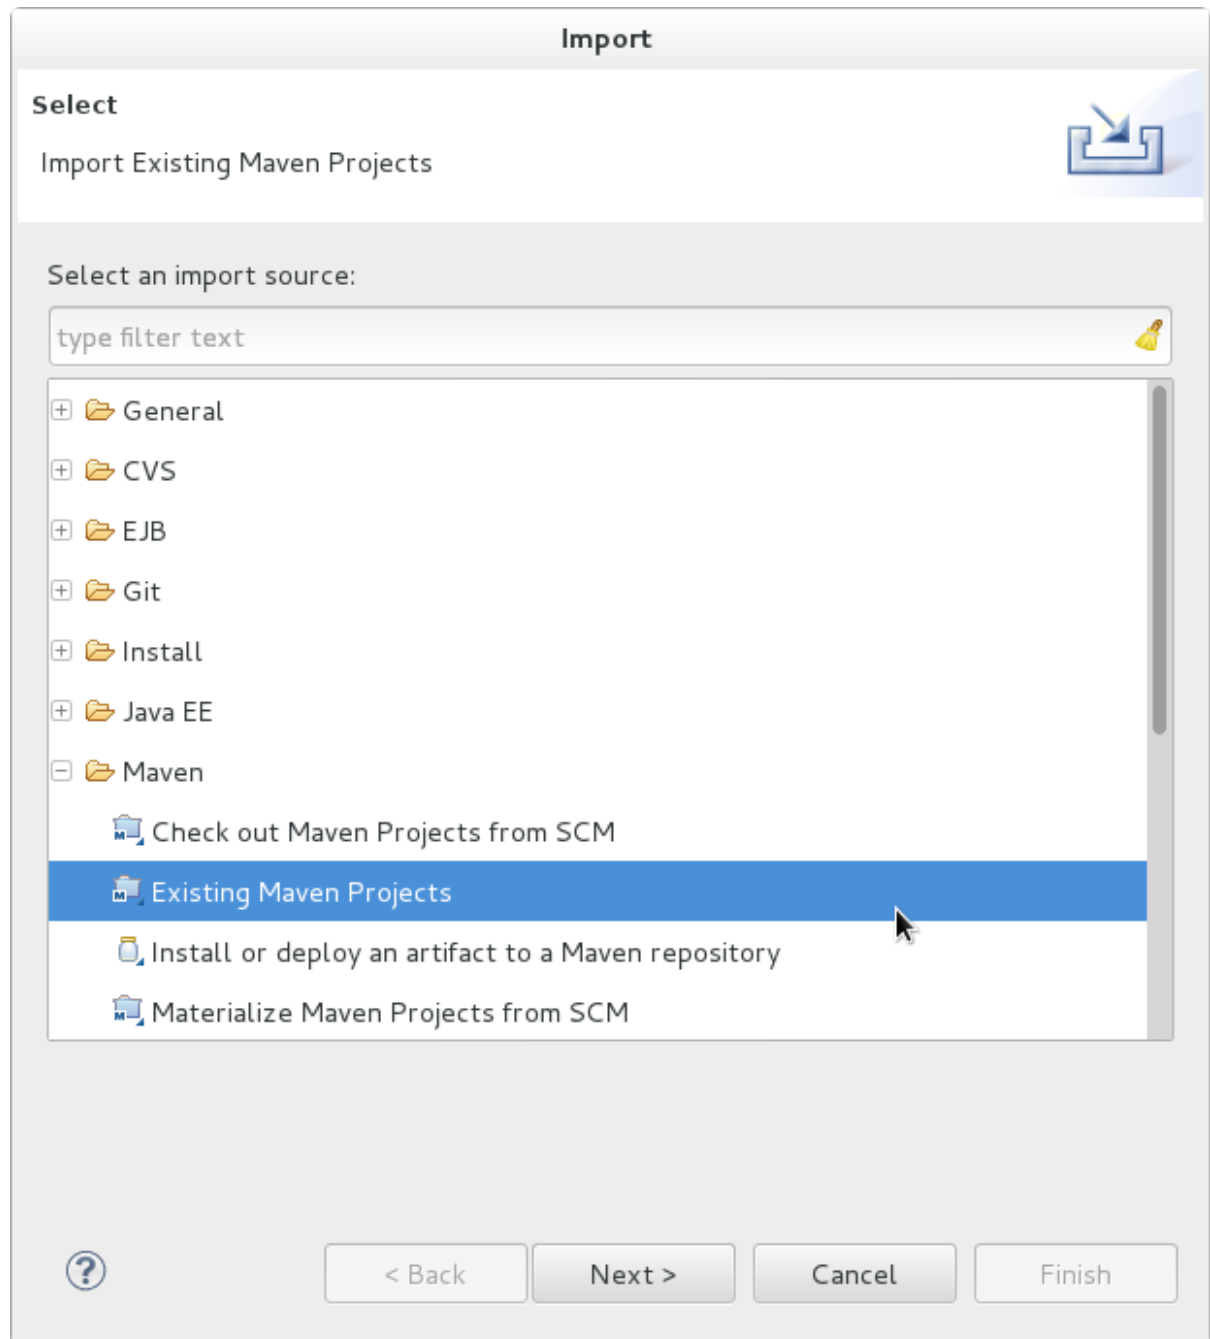 Import
Select
Import Existing Maven Projects
Select an import source:
type filter text
General
CVS
EJB
Git
Install
Java EE
Maven
Check out Maven Projects from SCM
Existing Maven Projects
Install or deploy an artifact to a Maven repository
Materialize Maven Projects from SCM
? < Back Next > Cancel Finish